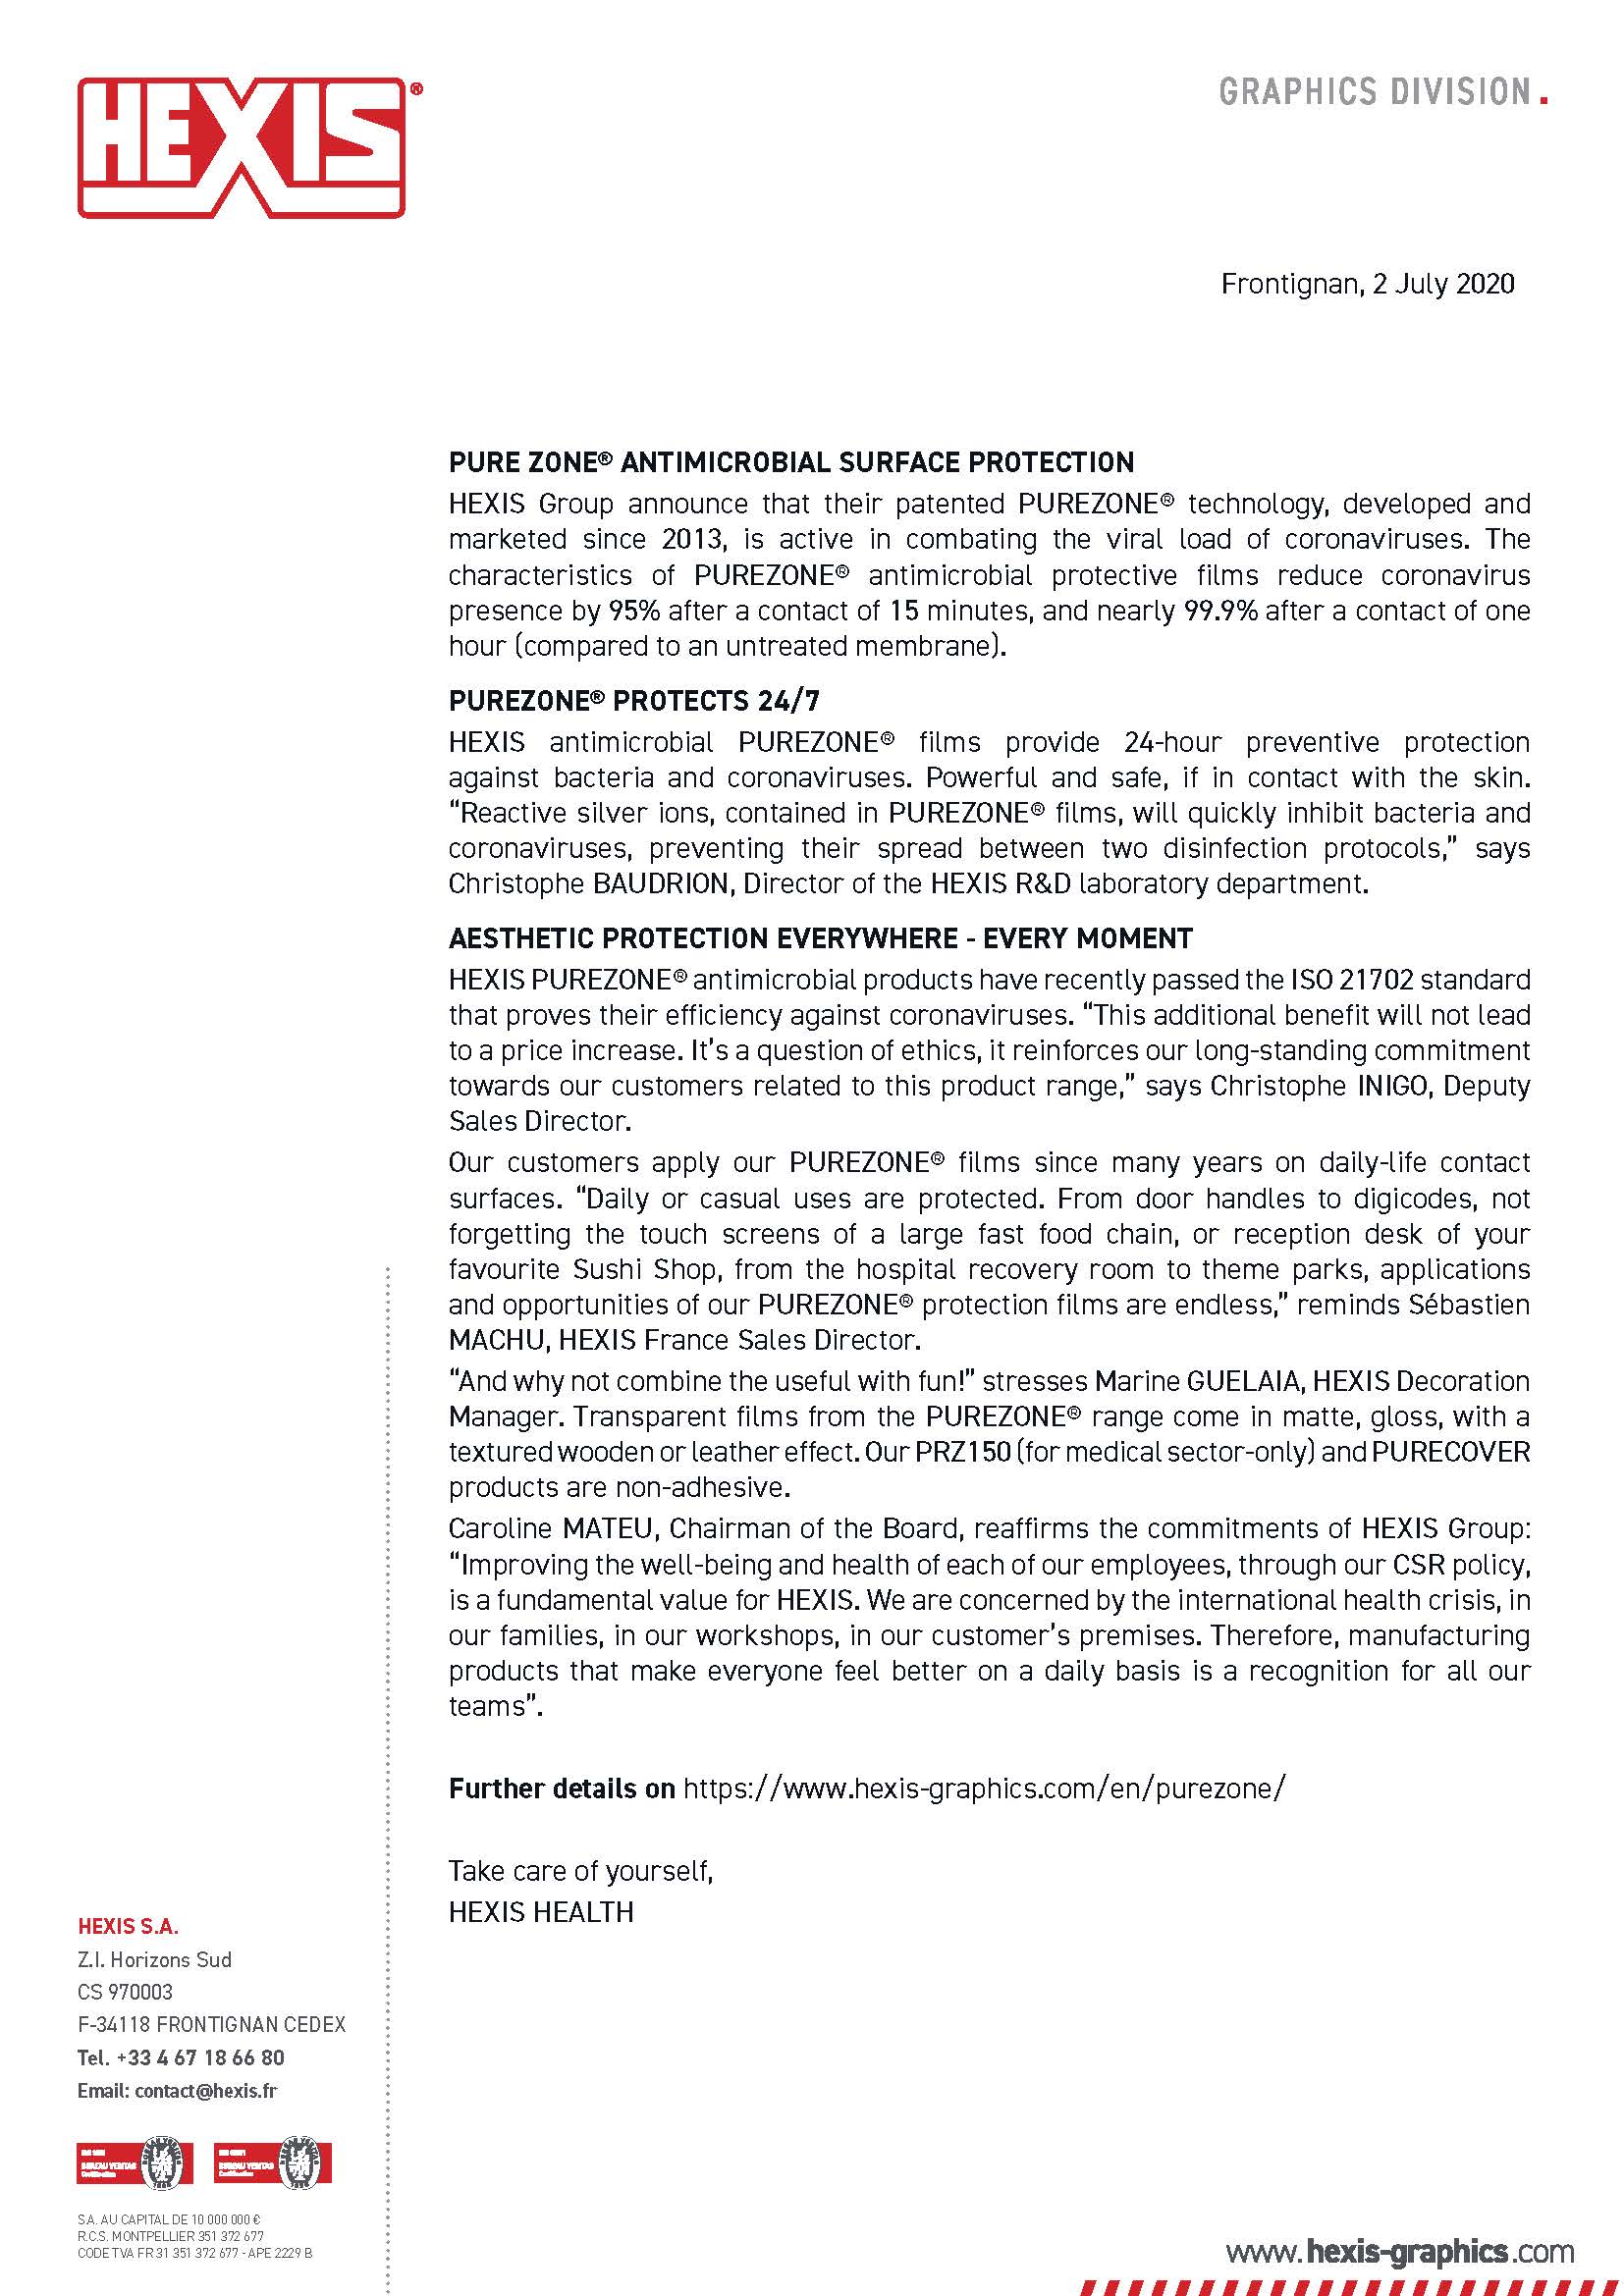 HEXIS®
GRAPHICS DIVISION.
Frontignan, 2 July 2020
PURE ZONE® ANTIMICROBIAL SURFACE PROTECTION
HEXIS Group announce that their patented PUREZONE® technology, developed and
marketed since 2013, is active in combating the viral load of coronaviruses. The
characteristics of PUREZONE® antimicrobial protective films reduce coronavirus
presence by 95% after a contact of 15 minutes, and nearly 99.9% after a contact of one
hour (compared to an untreated membrane).
PUREZONE® PROTECTS 24/7
HEXIS antimicrobial PUREZONE® films provide 24-hour preventive protection
against bacteria and coronaviruses. Powerful and safe, if in contact with the skin.
“Reactive silver ions, contained in PUREZONE® films, will quickly inhibit bacteria and
coronaviruses, preventing their spread between two disinfection protocols,” says
Christophe BAUDRION, Director of the HEXIS R&D laboratory department.
AESTHETIC PROTECTION EVERYWHERE - EVERY MOMENT
HEXIS PUREZONE® antimicrobial products have recently passed the ISO 21702 standard
that proves their efficiency against coronaviruses. “This additional benefit will not lead
to a price increase. It’s a question of ethics, it reinforces our long-standing commitment
towards our customers related to this product range,” says Christophe INIGO, Deputy
Sales Director.
Our customers apply our PUREZONE® films since many years on daily-life contact
surfaces. “Daily or casual uses are protected. From door handles to digicodes, not
forgetting the touch screens of a large fast food chain, or reception desk of your
favourite Sushi Shop, from the hospital recovery room to theme parks, applications
and opportunities of our PUREZONE® protection films are endless,” reminds Sébastien
MACHU, HEXIS France Sales Director.
“And why not combine the useful with fun!” stresses Marine GUELAIA, HEXIS Decoration
Manager. Transparent films from the PUREZONE® range come in matte, gloss, with a
textured wooden or leather effect. Our PRZ150 (for medical sector-only) and PURECOVER
products are non-adhesive.
Caroline MATEU, Chairman of the Board, reaffirms the commitments of HEXIS Group:
“Improving the well-being and health of each of our employees, through our CSR policy,
is a fundamental value for HEXIS. We are concerned by the international health crisis, in
our families, in our workshops, in our customer’s premises. Therefore, manufacturing
products that make everyone feel better on a daily basis is a recognition for all our
teams”.
Further details on https://www.hexis-graphics.com/en/purezone/
Take care of yourself,
HEXIS HEALTH
HEXIS S.A.
Z.I. Horizons Sud
CS 970003
F-34118 FRONTIGNAN CEDEX
Tel. +33 4 67 18 66 80
Email: contact@hexis.fr
BUREAU VERITAS
Certification
BUREAU VERITAS
Certification
S.A. AU CAPITAL DE 10 000 000 €
R.C.S. MONTPELLIER 351 372 677
CODE TVA FR 31 351 372 677 - APE 2229 B
www.hexis-graphics.com